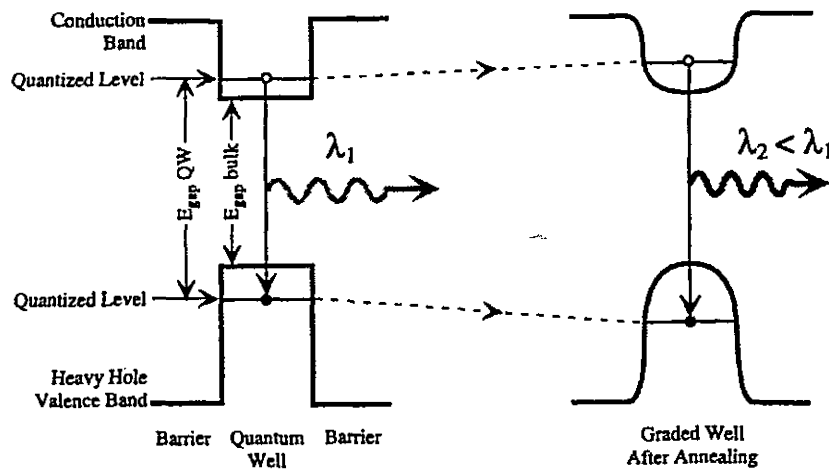 Conduction
Band
Quantized Level
E_gap QW
E_gap bulk
λ₁
λ₂ < λ₁
Quantized Level
Heavy Hole
Valence Band
Barrier
Quantum
Well
Barrier
Graded Well
After Annealing